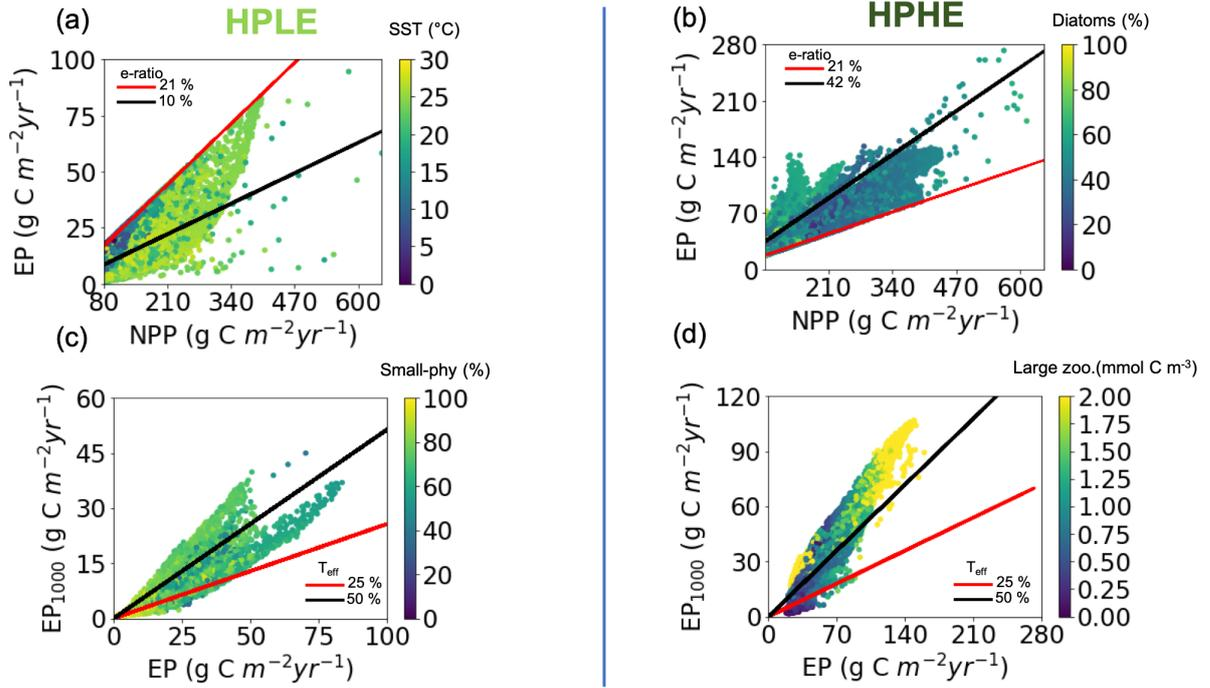 (a)
HPLE
SST (°C)
e-ratio
21 %
10 %
100
75
50
25
0
EP (g C m⁻²yr⁻¹)
80 210 340 470 600
NPP (g C m⁻²yr⁻¹)
30
25
20
15
10
5
0
(b)
HPHE
Diatoms (%)
e-ratio
21 %
42 %
280
210
140
70
0
EP (g C m⁻²yr⁻¹)
210 340 470 600
NPP (g C m⁻²yr⁻¹)
100
80
60
40
20
0
(c)
Small-phy (%)
60
45
30
15
0
EP₁₀₀₀ (g C m⁻²yr⁻¹)
T_eff
25 %
50 %
0 25 50 75 100
EP (g C m⁻²yr⁻¹)
100
80
60
40
20
0
(d)
Large zoo.(mmol C m⁻³)
120
90
60
30
0
EP₁₀₀₀ (g C m⁻²yr⁻¹)
T_eff
25 %
50 %
0 70 140 210 280
EP (g C m⁻²yr⁻¹)
2.00
1.75
1.50
1.25
1.00
0.75
0.50
0.25
0.00